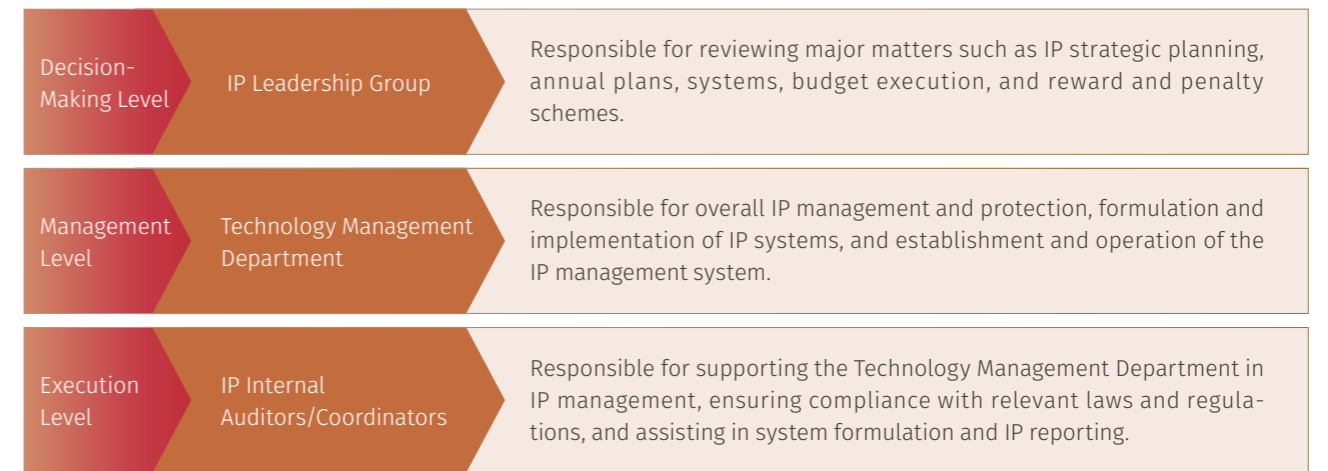 Decision-
Making Level
IP Leadership Group
Responsible for reviewing major matters such as IP strategic planning,
annual plans, systems, budget execution, and reward and penalty
schemes.
Management
Level
Technology Management
Department
Responsible for overall IP management and protection, formulation and
implementation of IP systems, and establishment and operation of the
IP management system.
Execution
Level
IP Internal
Auditors/Coordinators
Responsible for supporting the Technology Management Department in
IP management, ensuring compliance with relevant laws and regula-
tions, and assisting in system formulation and IP reporting.